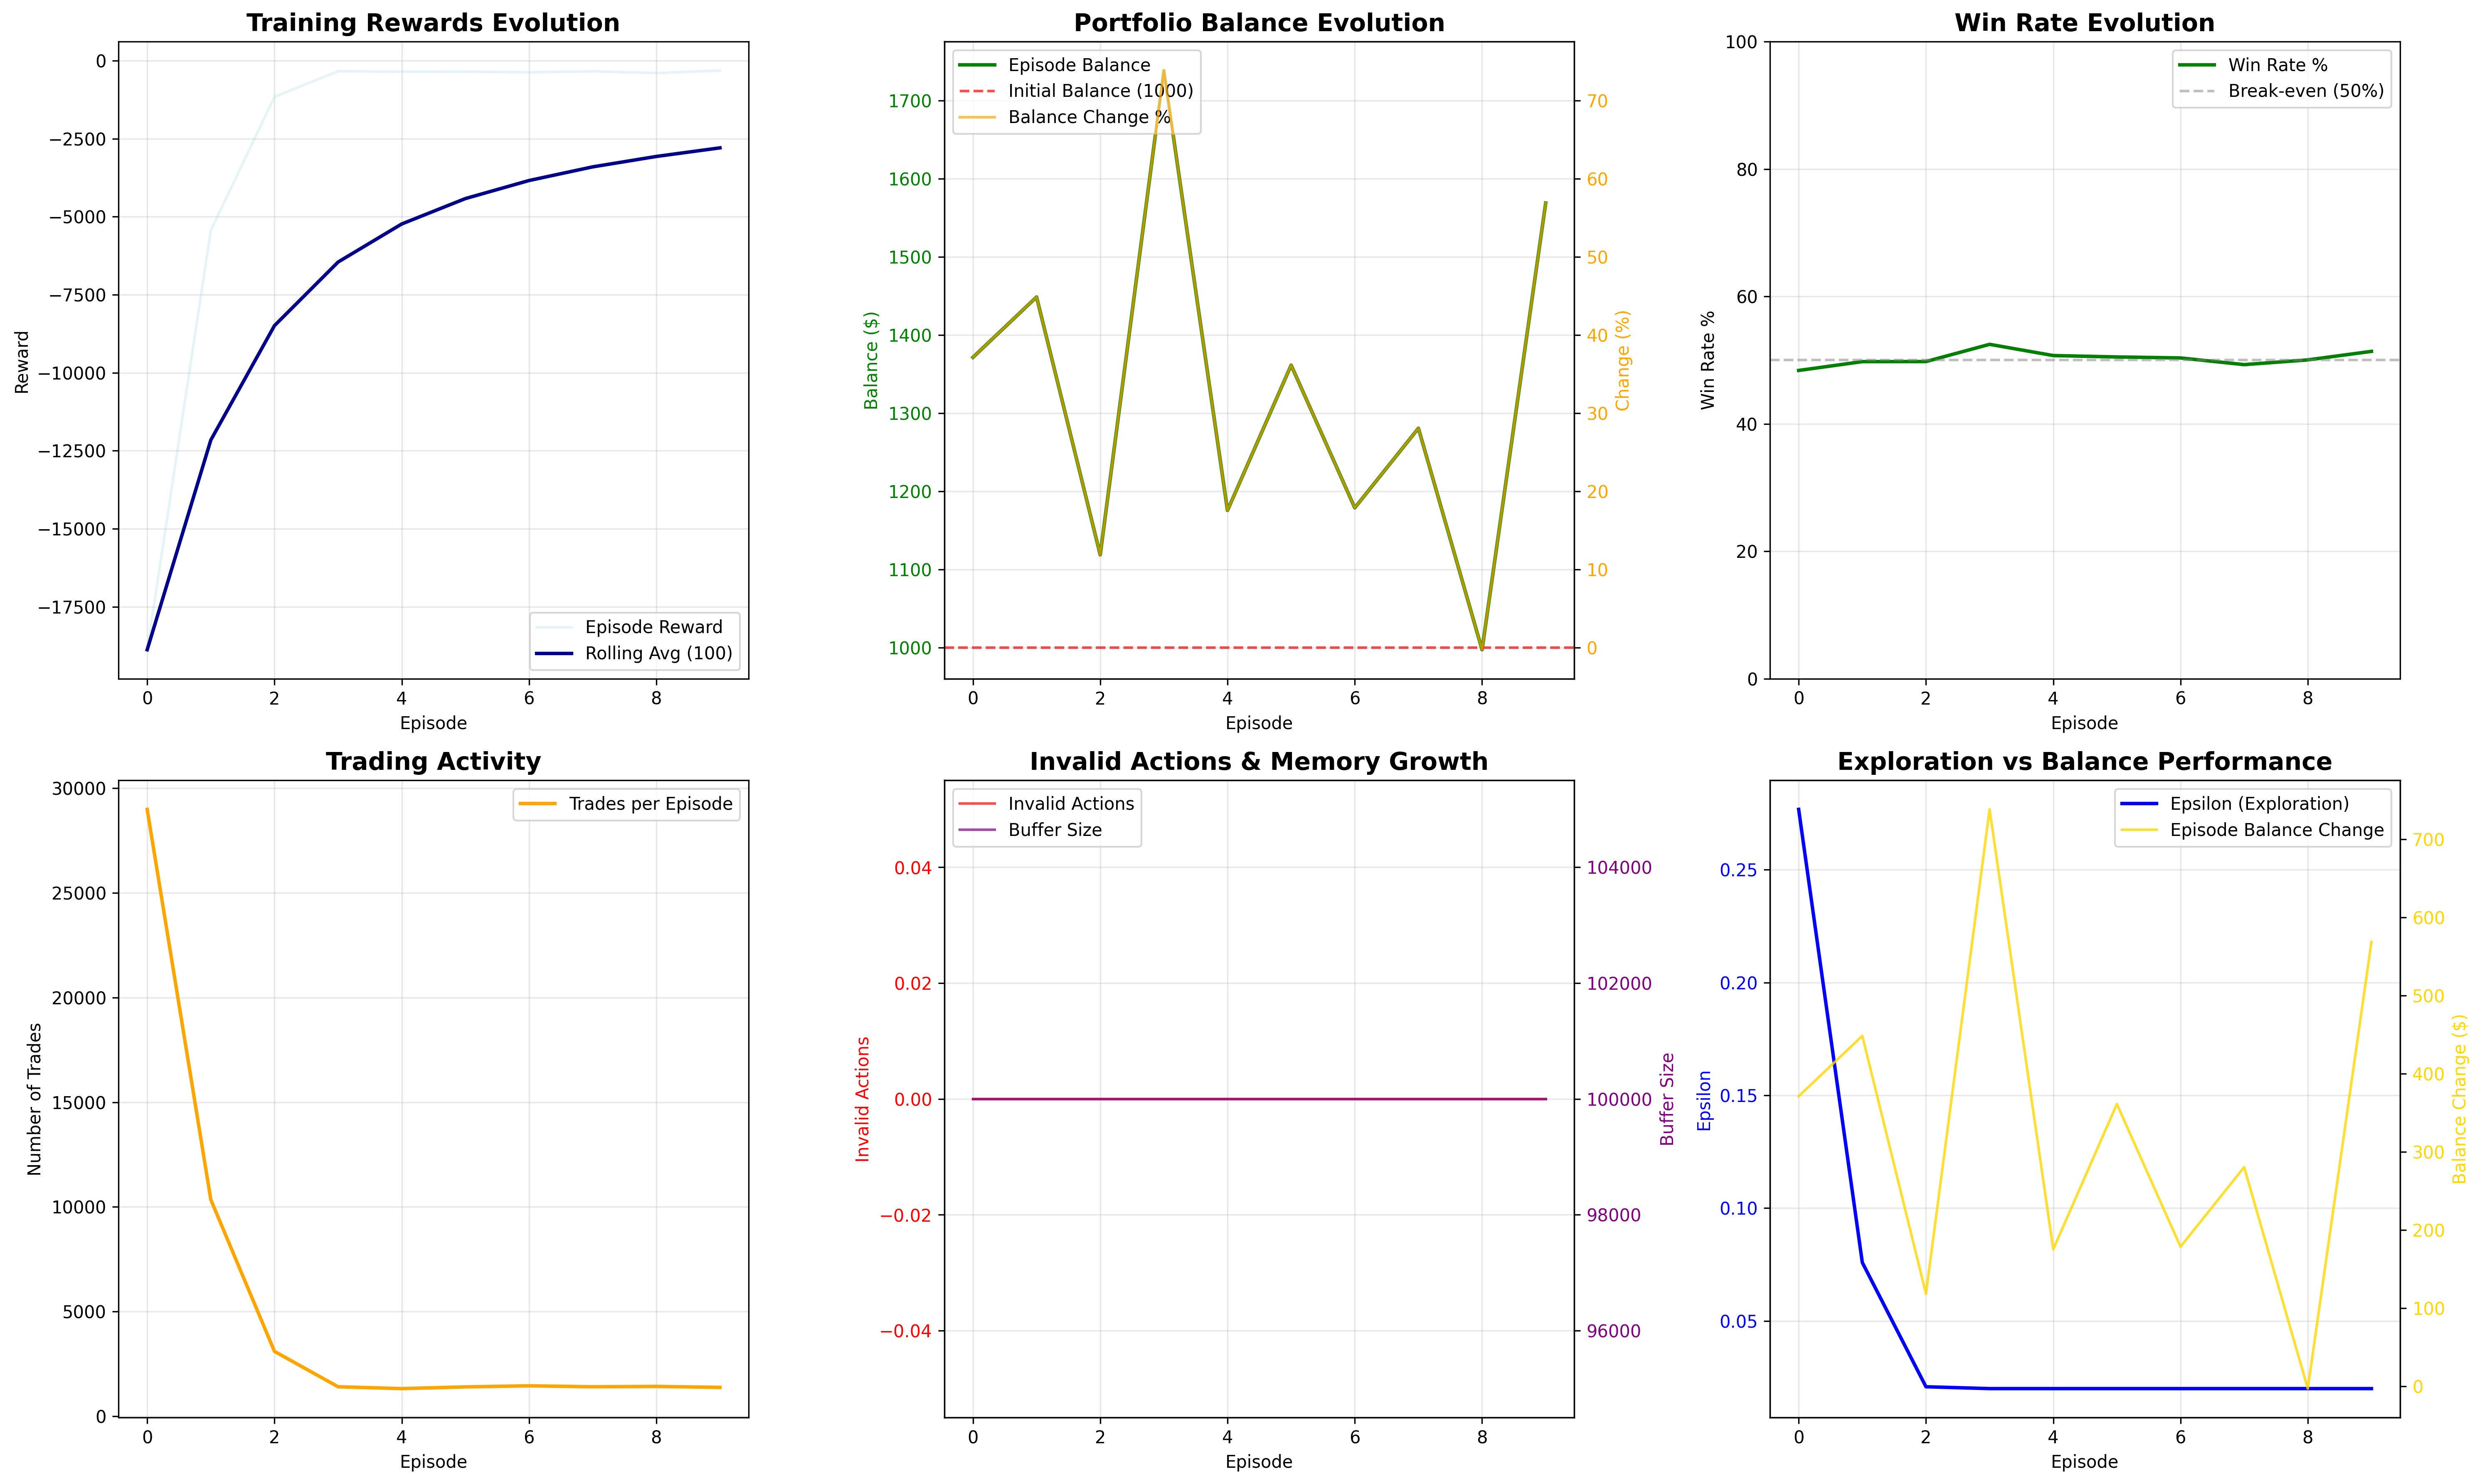 Training Rewards Evolution
Reward
0
−2500
−5000
−7500
−10000
−12500
−15000
−17500
Episode Reward
Rolling Avg (100)
0 2 4 6 8
Episode
Portfolio Balance Evolution
Episode Balance
Initial Balance (1000)
Balance Change %
Balance ($)
1700
1600
1500
1400
1300
1200
1100
1000
70
60
50
40
30
20
10
0
Change (%)
0 2 4 6 8
Episode
Win Rate Evolution
Win Rate %
Break-even (50%)
Win Rate %
100
80
60
40
20
0
0 2 4 6 8
Episode
Trading Activity
Trades per Episode
Number of Trades
30000
25000
20000
15000
10000
5000
0
0 2 4 6 8
Episode
Invalid Actions & Memory Growth
Invalid Actions
Buffer Size
Invalid Actions
0.04
0.02
0.00
−0.02
−0.04
104000
102000
100000
98000
96000
Buffer Size
0 2 4 6 8
Episode
Exploration vs Balance Performance
Epsilon (Exploration)
Episode Balance Change
Epsilon
0.25
0.20
0.15
0.10
0.05
700
600
500
400
300
200
100
0
Balance Change ($)
0 2 4 6 8
Episode